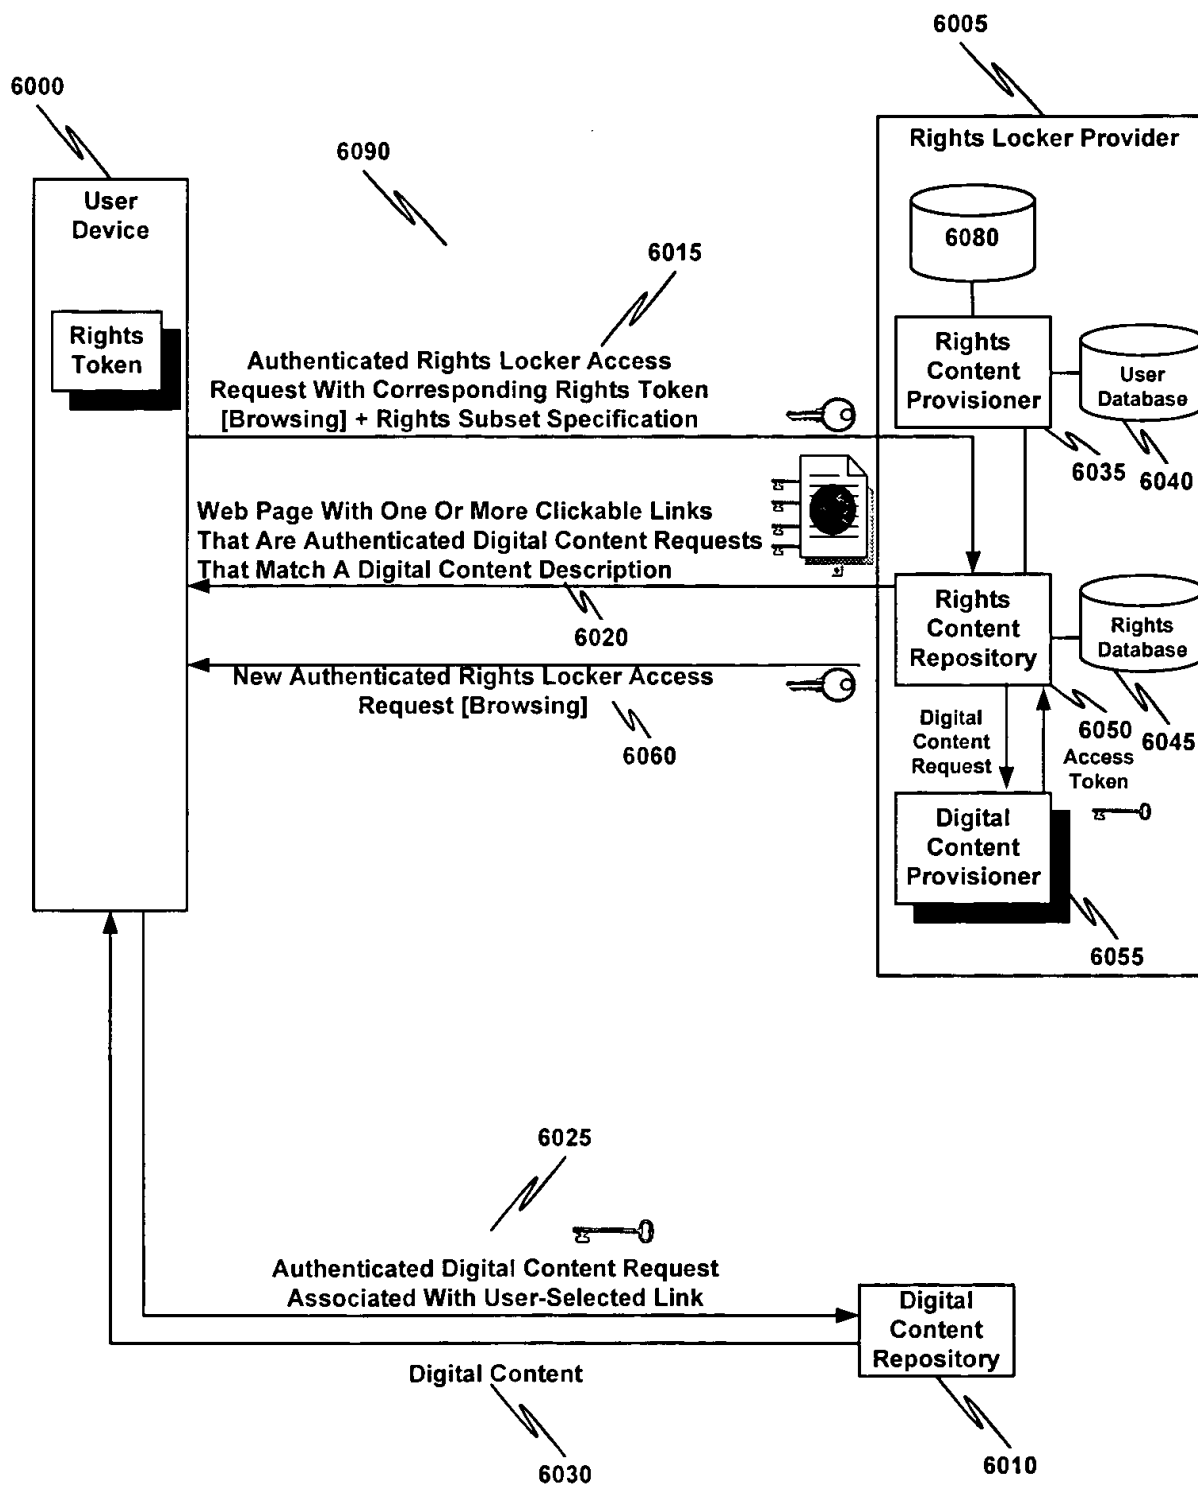 6005
6000
Rights Locker Provider
6090
User
Device
6080
6015
Rights
Token
Rights
Content
Provisioner
User
Database
Authenticated Rights Locker Access
Request With Corresponding Rights Token
[Browsing] + Rights Subset Specification
6035
6040
Web Page With One Or More Clickable Links
That Are Authenticated Digital Content Requests
That Match A Digital Content Description
6020
Rights
Content
Repository
Rights
Database
New Authenticated Rights Locker Access
Request [Browsing]
6060
6050
6045
Digital
Content
Request
Access
Token
Digital
Content
Provisioner
6055
6025
Authenticated Digital Content Request
Associated With User-Selected Link
Digital
Content
Repository
Digital Content
6030
6010